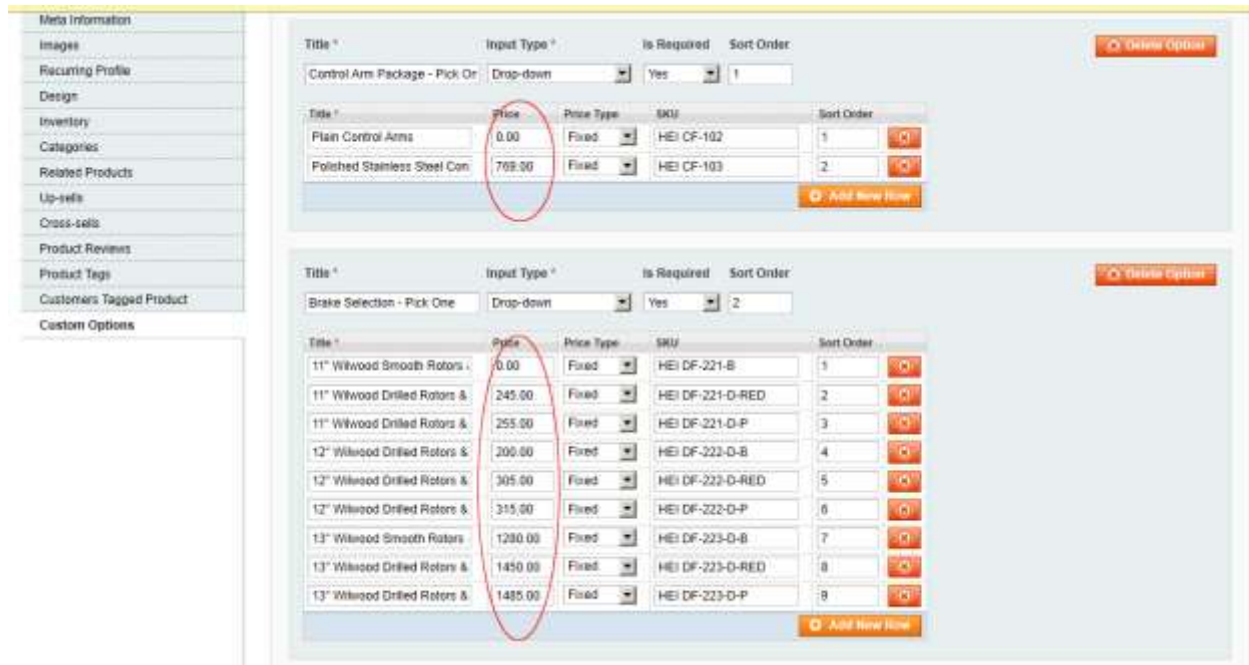 Meta Information
Images
Recurring Profile
Design
Inventory
Categories
Related Products
Up-sells
Cross-sells
Product Reviews
Product Tags
Customers Tagged Product
Custom Options
Title * Input Type * Is Required Sort Order
Delete Option
Control Arm Package - Pick On Drop-down Yes 1
Title * Price Price Type SKU Sort Order
Plain Control Arms 0.00 Fixed HEI CF-102 1
Polished Stainless Steel Con 769.00 Fixed HEI CF-103 2
Add New Row
Title * Input Type * Is Required Sort Order
Delete Option
Brake Selection - Pick One Drop-down Yes 2
Title * Price Price Type SKU Sort Order
11" Wilwood Smooth Rotors & 0.00 Fixed HEI DF-221-B 1
11" Wilwood Drilled Rotors & 245.00 Fixed HEI DF-221-D-RED 2
11" Wilwood Drilled Rotors & 255.00 Fixed HEI DF-221-D-P 3
12" Wilwood Drilled Rotors & 200.00 Fixed HEI DF-222-D-B 4
12" Wilwood Drilled Rotors & 305.00 Fixed HEI DF-222-D-RED 5
12" Wilwood Drilled Rotors & 315.00 Fixed HEI DF-222-D-P 6
13" Wilwood Smooth Rotors 1280.00 Fixed HEI DF-223-D-B 7
13" Wilwood Drilled Rotors & 1450.00 Fixed HEI DF-223-D-RED 8
13" Wilwood Drilled Rotors & 1485.00 Fixed HEI DF-223-D-P 9
Add New Row